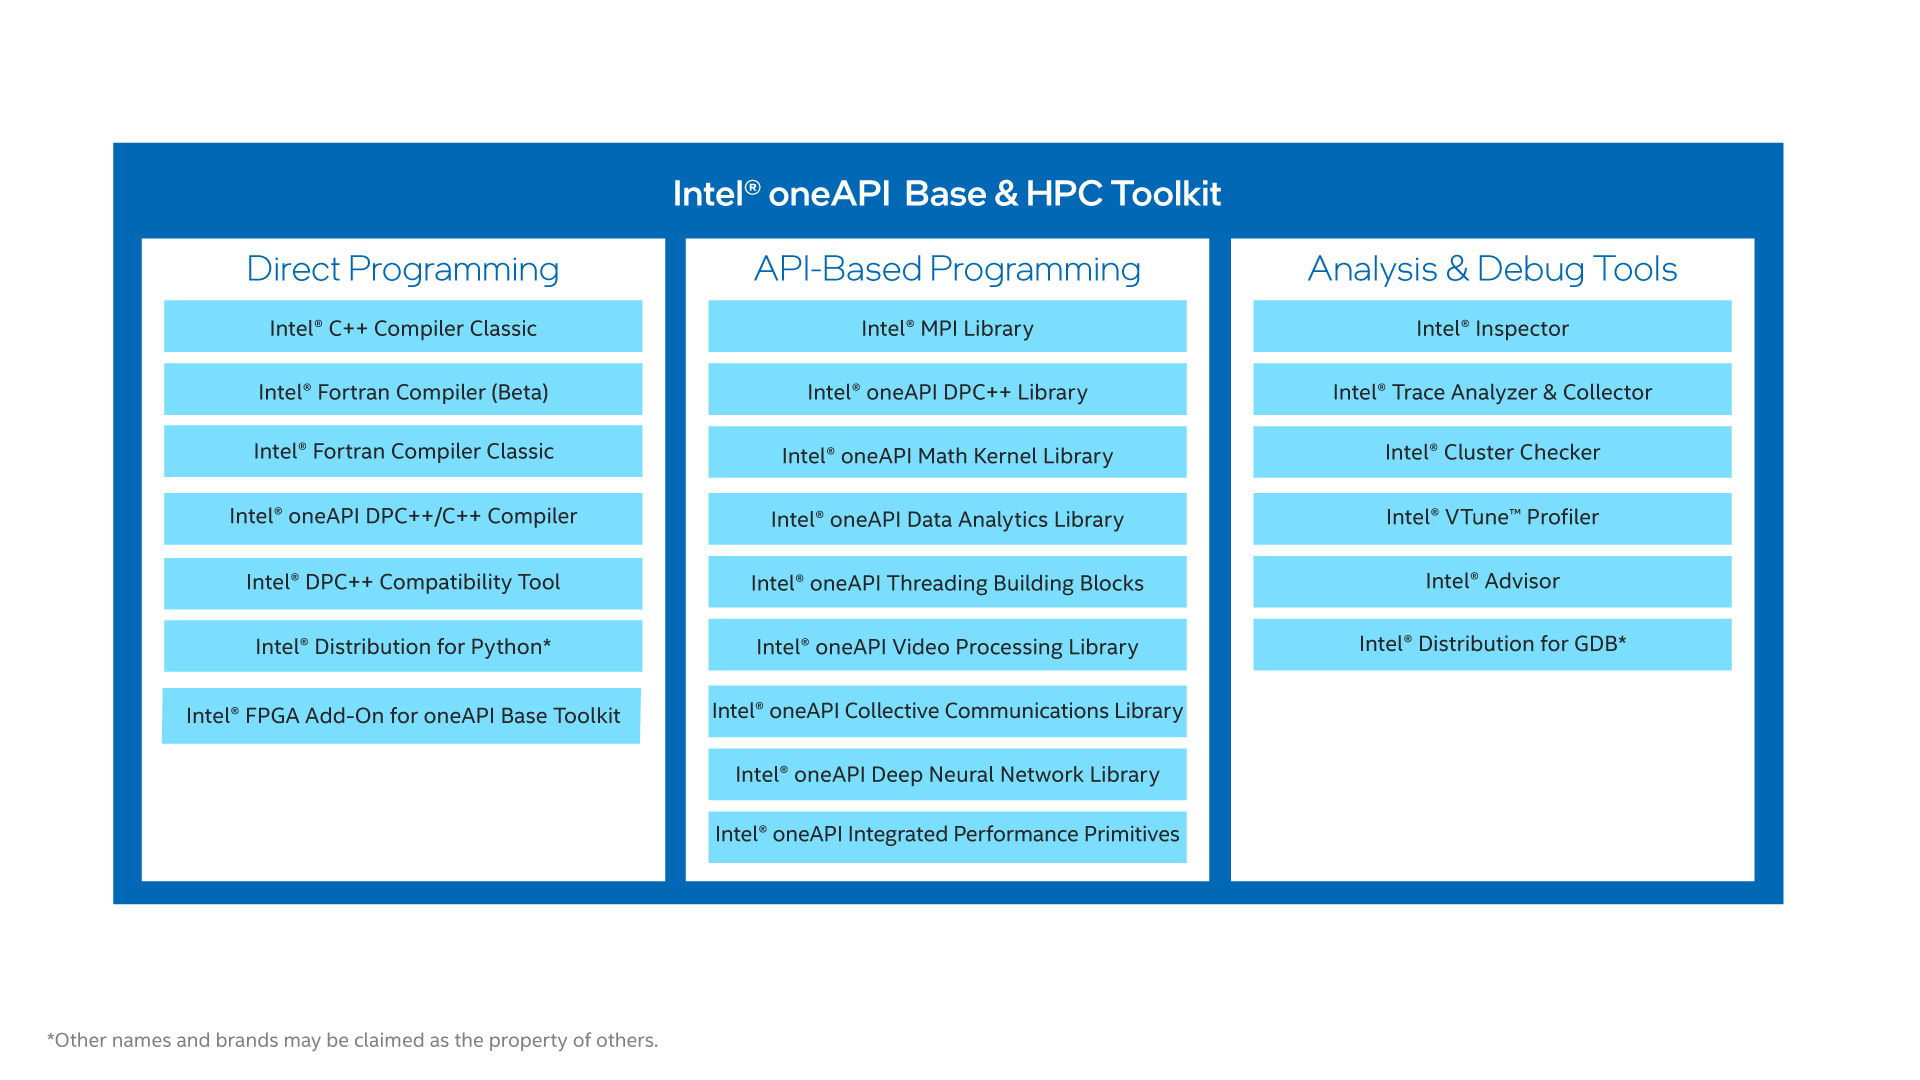 Intel® oneAPI Base & HPC Toolkit
Direct Programming
Intel® C++ Compiler Classic
Intel® Fortran Compiler (Beta)
Intel® Fortran Compiler Classic
Intel® oneAPI DPC++/C++ Compiler
Intel® DPC++ Compatibility Tool
Intel® Distribution for Python*
Intel® FPGA Add-On for oneAPI Base Toolkit
API-Based Programming
Intel® MPI Library
Intel® oneAPI DPC++ Library
Intel® oneAPI Math Kernel Library
Intel® oneAPI Data Analytics Library
Intel® oneAPI Threading Building Blocks
Intel® oneAPI Video Processing Library
Intel® oneAPI Collective Communications Library
Intel® oneAPI Deep Neural Network Library
Intel® oneAPI Integrated Performance Primitives
Analysis & Debug Tools
Intel® Inspector
Intel® Trace Analyzer & Collector
Intel® Cluster Checker
Intel® VTune™ Profiler
Intel® Advisor
Intel® Distribution for GDB*
*Other names and brands may be claimed as the property of others.